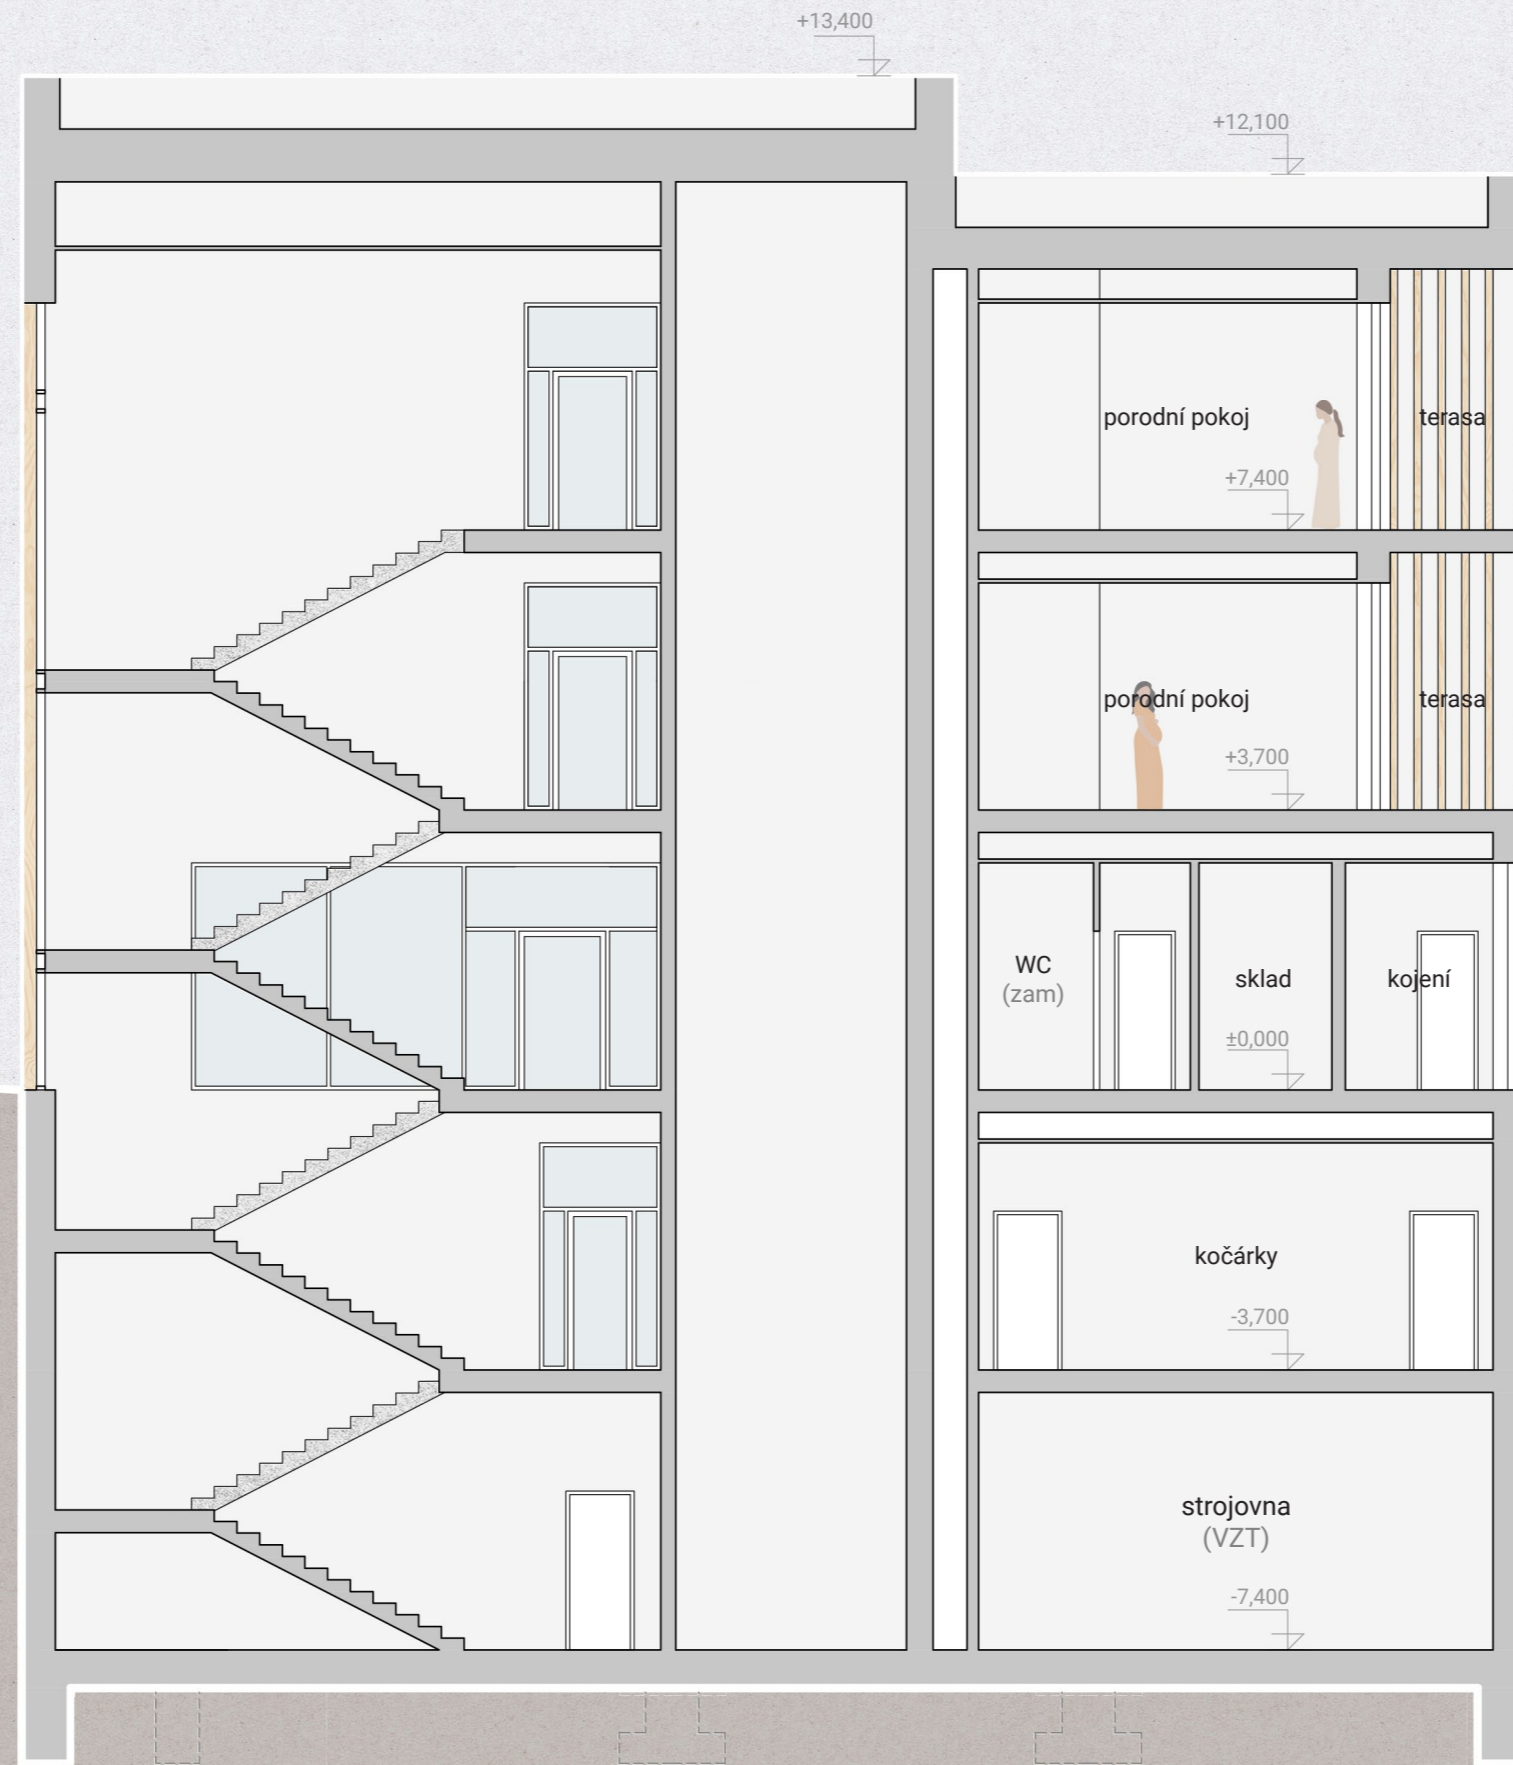 +13,400
+12,100
porodní pokoj
terasa
+7,400
porodní pokoj
terasa
+3,700
WC
(zam)
sklad
kojení
±0,000
kočárky
-3,700
strojovna
(VZT)
-7,400